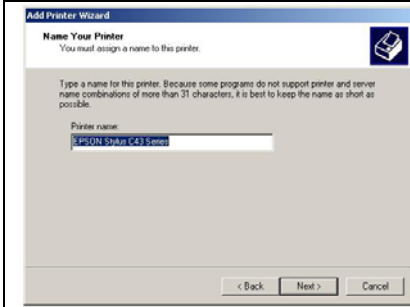 Add Printer Wizard
Name Your Printer
You must assign a name to this printer.
Type a name for this printer. Because some programs do not support printer and server
name combinations of more than 31 characters, it is best to keep the name as short as
possible.
Printer name:
EPSON Stylus C43 Series
< Back
Next >
Cancel